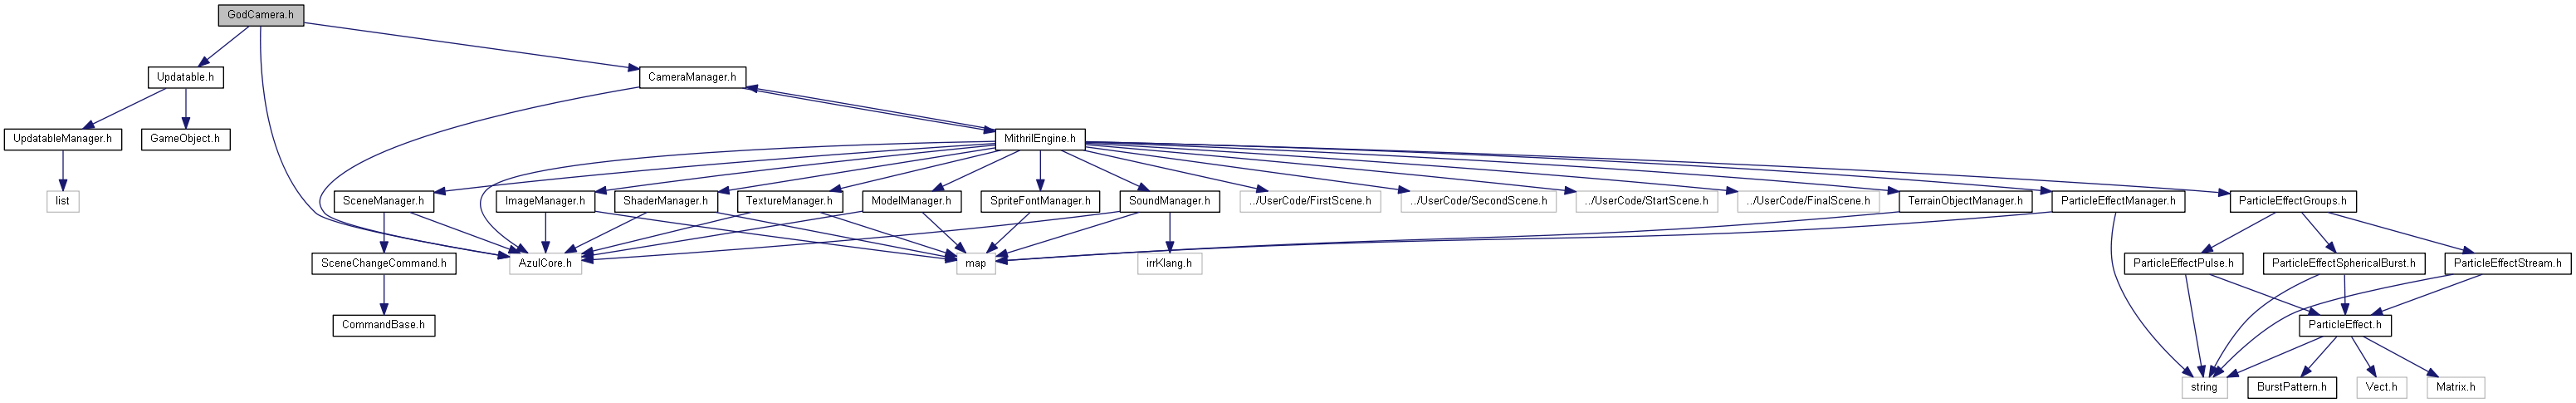 GodCamera.h
Updatable.h
CameraManager.h
UpdatableManager.h
GameObject.h
MithrilEngine.h
list
SceneManager.h
ImageManager.h
ShaderManager.h
TextureManager.h
ModelManager.h
SpriteFontManager.h
SoundManager.h
../UserCode/FirstScene.h
../UserCode/SecondScene.h
../UserCode/StartScene.h
../UserCode/FinalScene.h
TerrainObjectManager.h
ParticleEffectManager.h
ParticleEffectGroups.h
SceneChangeCommand.h
AzulCore.h
map
irrKlang.h
ParticleEffectPulse.h
ParticleEffectSphericalBurst.h
ParticleEffectStream.h
CommandBase.h
ParticleEffect.h
string
BurstPattern.h
Vect.h
Matrix.h